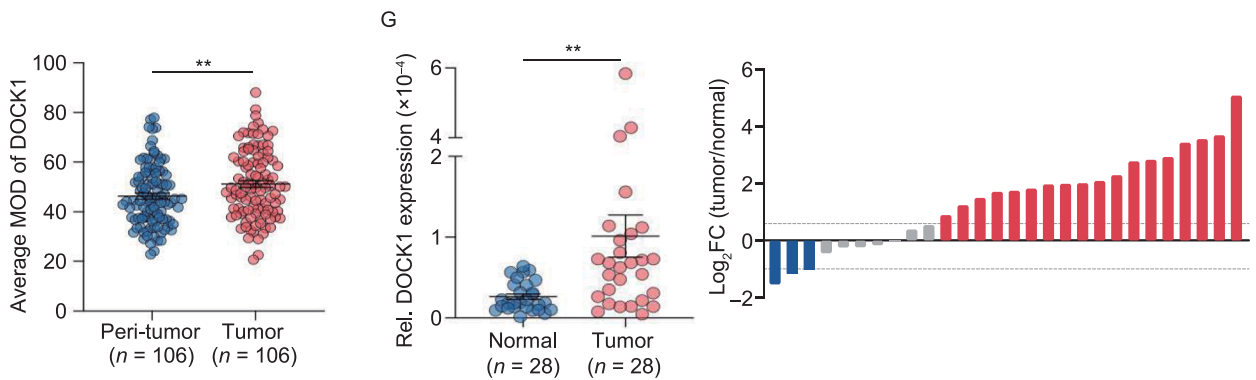 G
Average MOD of DOCK1
100
80
60
40
20
0
**
Peri-tumor
(n = 106)
Tumor
(n = 106)
Rel. DOCK1 expression (×10⁻⁴)
6
4
2
1
0
**
Normal
(n = 28)
Tumor
(n = 28)
Log₂FC (tumor/normal)
6
4
2
0
–2